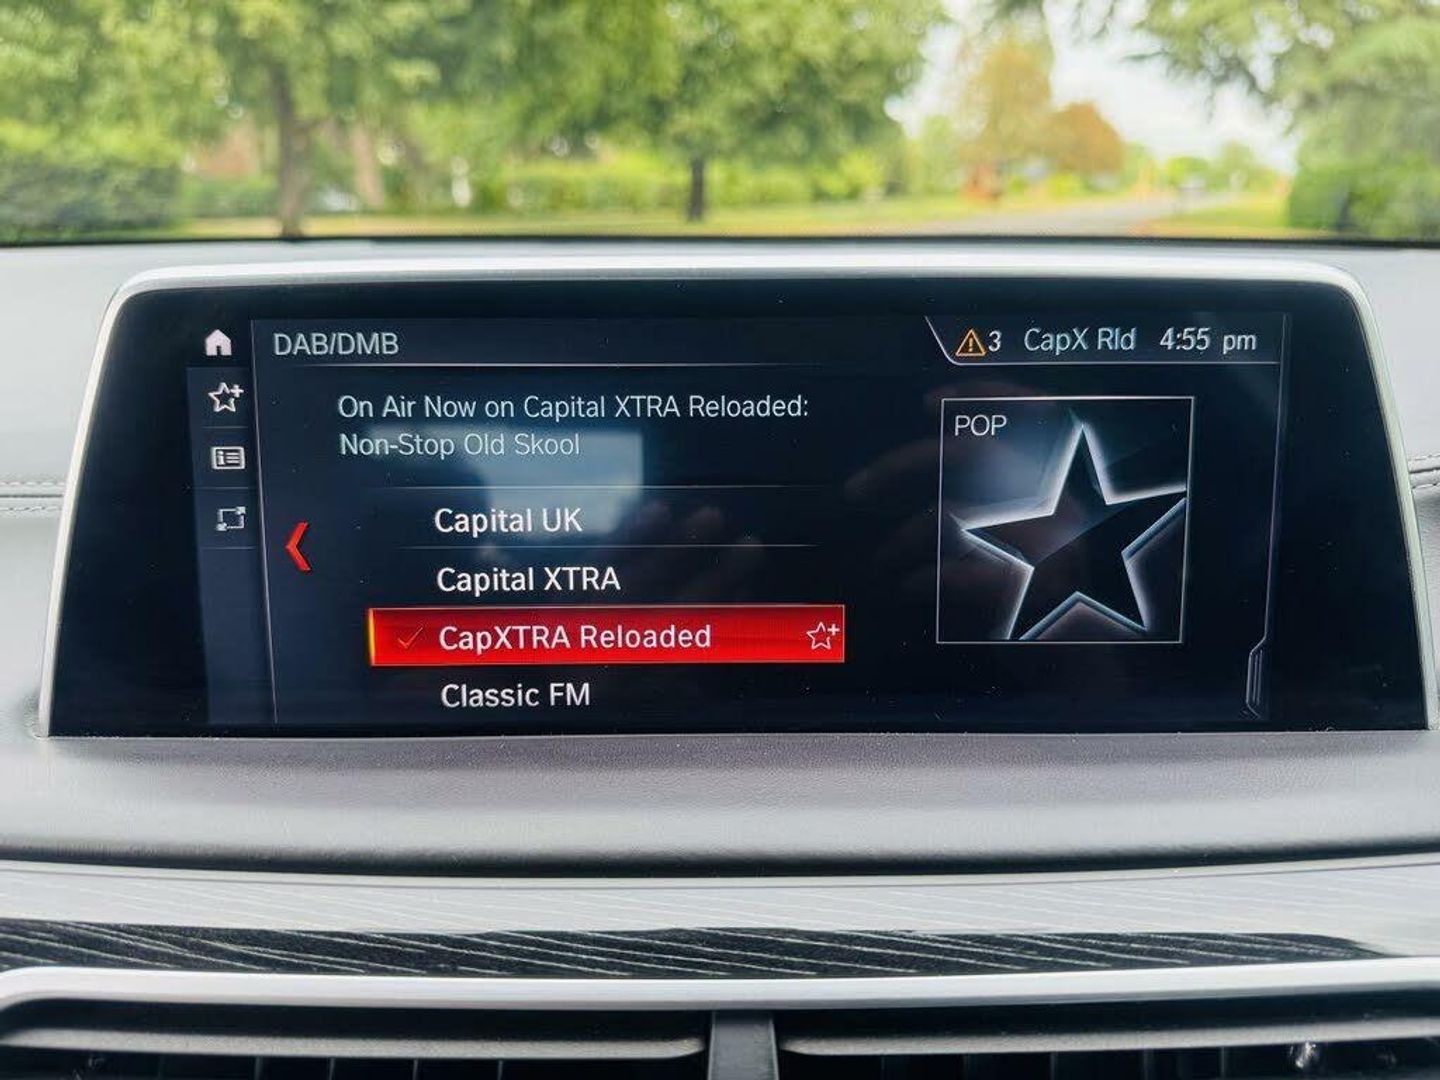 DAB/DMB
3 CapX Rld 4:55 pm
On Air Now on Capital XTRA Reloaded:
Non-Stop Old Skool
POP
Capital UK
Capital XTRA
CapXTRA Reloaded
Classic FM